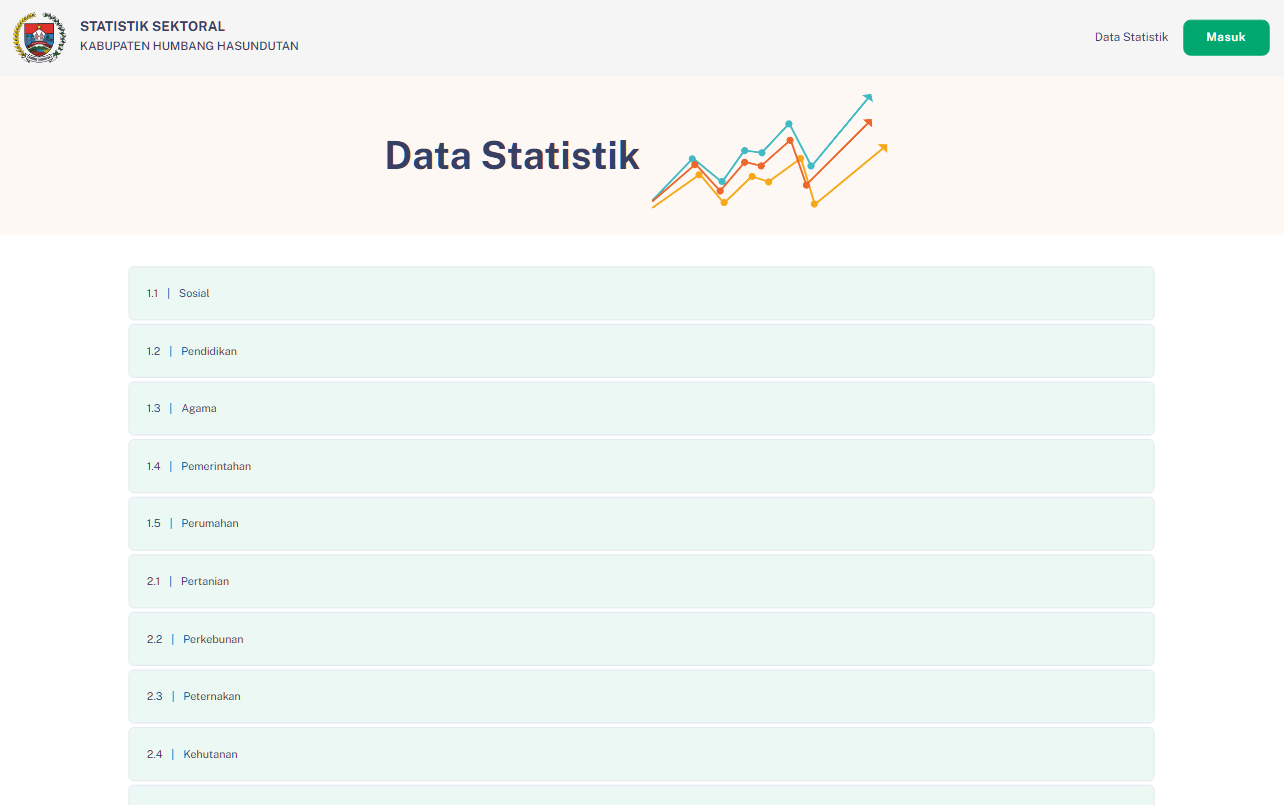 STATISTIK SEKTORAL
KABUPATEN HUMBANG HASUNDUTAN
Data Statistik
Masuk
Data Statistik
1.1 | Sosial
1.2 | Pendidikan
1.3 | Agama
1.4 | Pemerintahan
1.5 | Perumahan
2.1 | Pertanian
2.2 | Perkebunan
2.3 | Peternakan
2.4 | Kehutanan